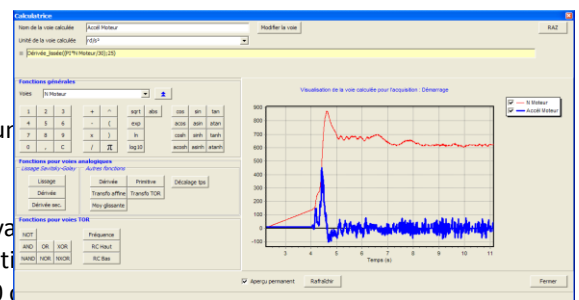 Calculatrice
Nom de la voie calculée Accél Moteur Modifier la voie RAZ
Unité de la voie calculée rd/s²
= Dérivée_lissée((PI*N Moteur/30);25)
Fonctions générales
Voies N Moteur ±
1 2 3 + ^ sqrt abs cos sin tan
4 5 6 - ( exp acos asin atan
7 8 9 x ) ln cosh sinh tanh
0 . C / π log10 acosh asinh atanh
Fonctions pour voies analogiques
Lissage Savitsky-Golay Autres fonctions
Lissage Dérivée Primitive Décalage tps
Dérivée Transfo affine Transfo TOR
Dérivée sec. Moy glissante
Fonctions pour voies TOR
NOT Fréquence
AND OR XOR RC Haut
NAND NOR NXOR RC Bas
Visualisation de la voie calculée pour l'acquisition : Démarrage
900
800
700
600
500
400
300
200
100
0
-100
3 4 5 6 7 8 9 10 11
Temps (s)
N Moteur
Accél Moteur
Aperçu permanent Rafraîchir Fermer